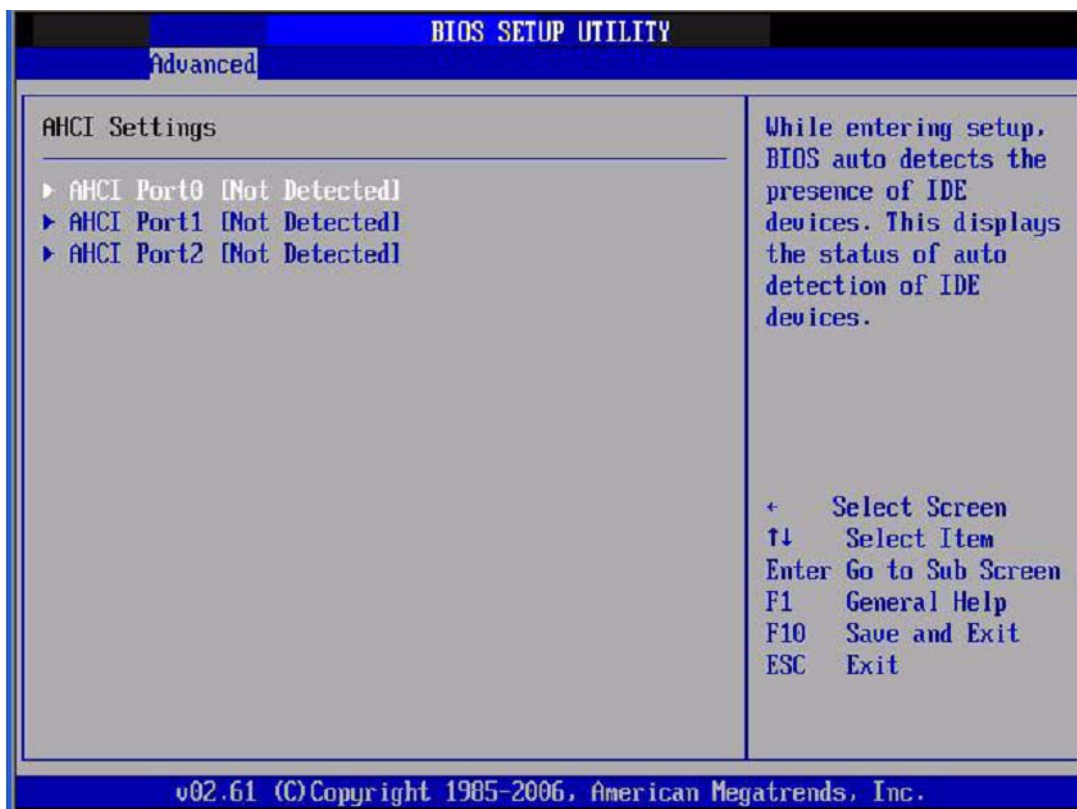 BIOS SETUP UTILITY
Advanced
AHCI Settings
▶ AHCI Port0 [Not Detected]
▶ AHCI Port1 [Not Detected]
▶ AHCI Port2 [Not Detected]
While entering setup,
BIOS auto detects the
presence of IDE
devices. This displays
the status of auto
detection of IDE
devices.
← Select Screen
↑↓ Select Item
Enter Go to Sub Screen
F1 General Help
F10 Save and Exit
ESC Exit
v02.61 (C)Copyright 1985-2006, American Megatrends, Inc.